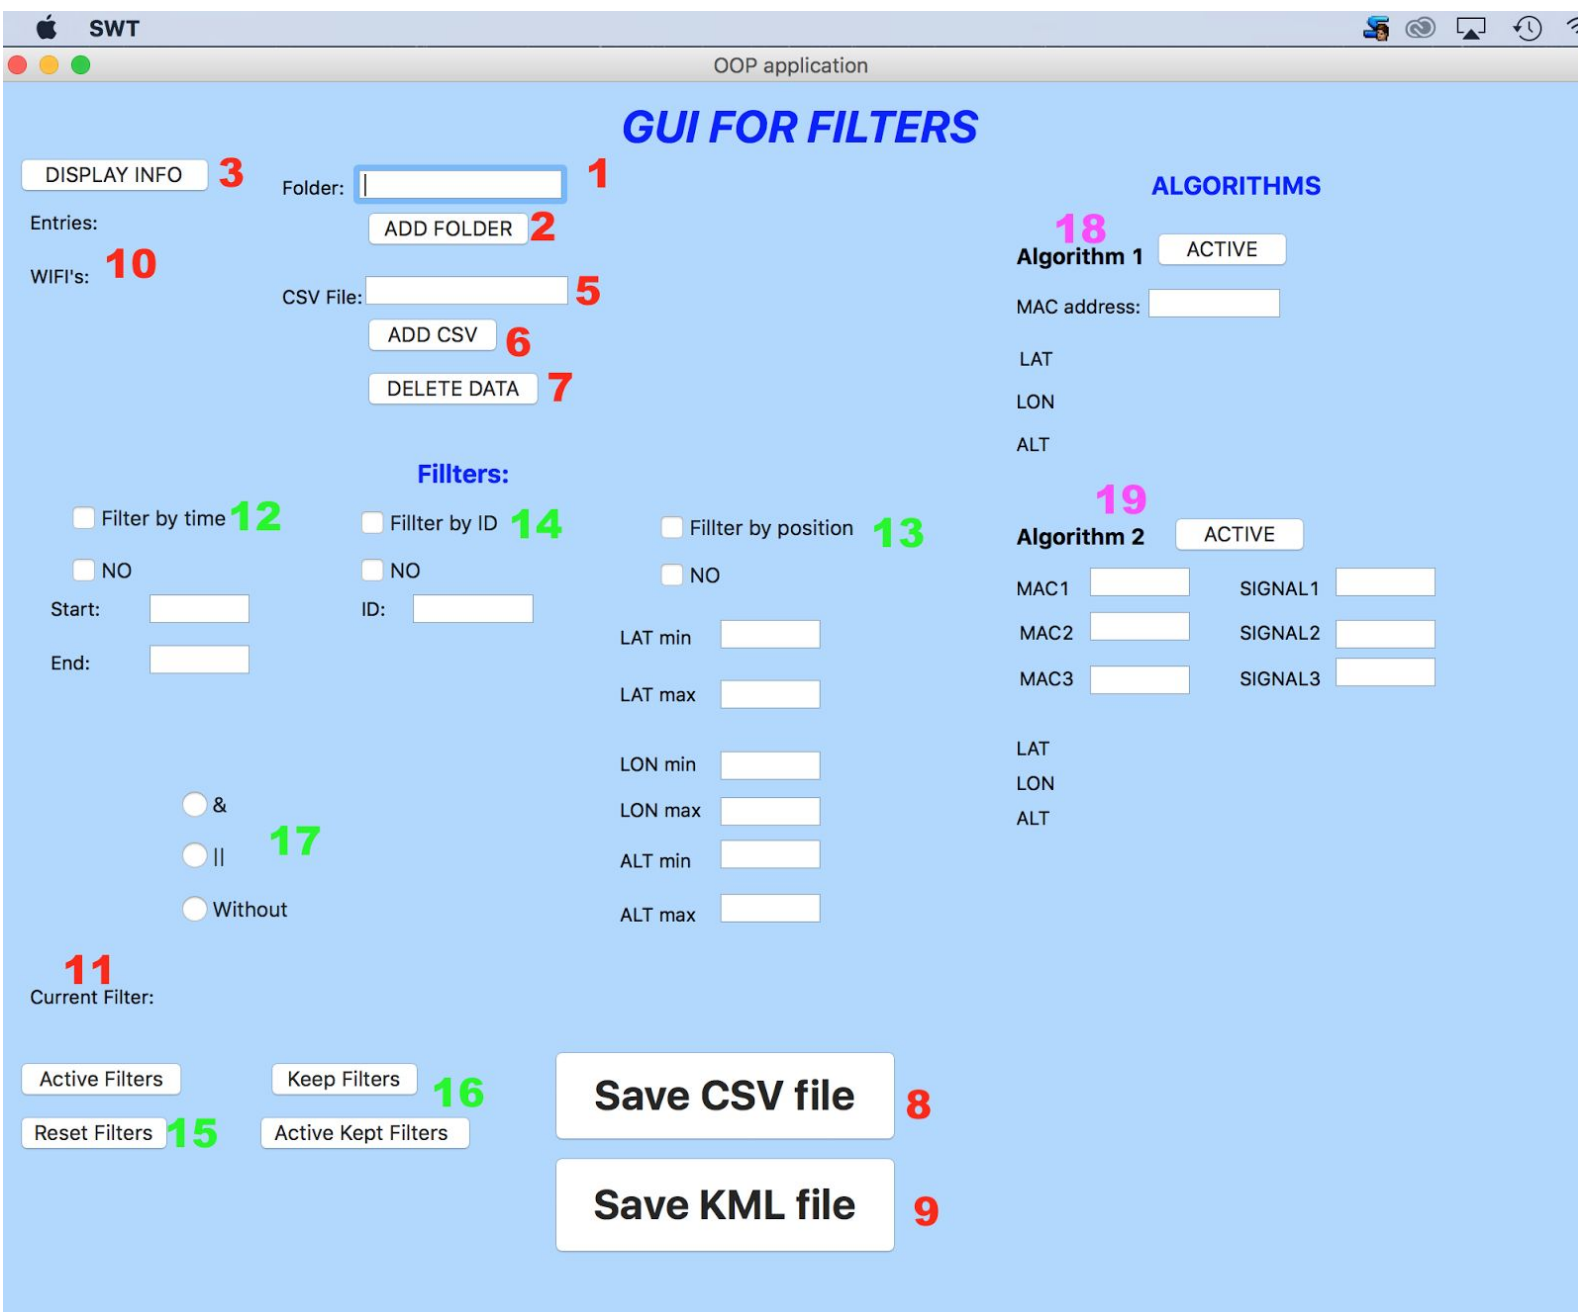 SWT
OOP application
GUI FOR FILTERS
DISPLAY INFO 3
Folder: 1
ADD FOLDER 2
Entries:
WIFI's: 10
CSV File: 5
ADD CSV 6
DELETE DATA 7
ALGORITHMS
18
Algorithm 1 ACTIVE
MAC address:
LAT
LON
ALT
Fillters:
Filter by time 12
NO
Start:
End:
Fillter by ID 14
NO
ID:
Fillter by position 13
NO
LAT min
LAT max
LON min
LON max
ALT min
ALT max
19
Algorithm 2 ACTIVE
MAC1 SIGNAL1
MAC2 SIGNAL2
MAC3 SIGNAL3
LAT
LON
ALT
&
17
||
Without
11
Current Filter:
Active Filters Keep Filters 16
Reset Filters 15 Active Kept Filters
Save CSV file 8
Save KML file 9